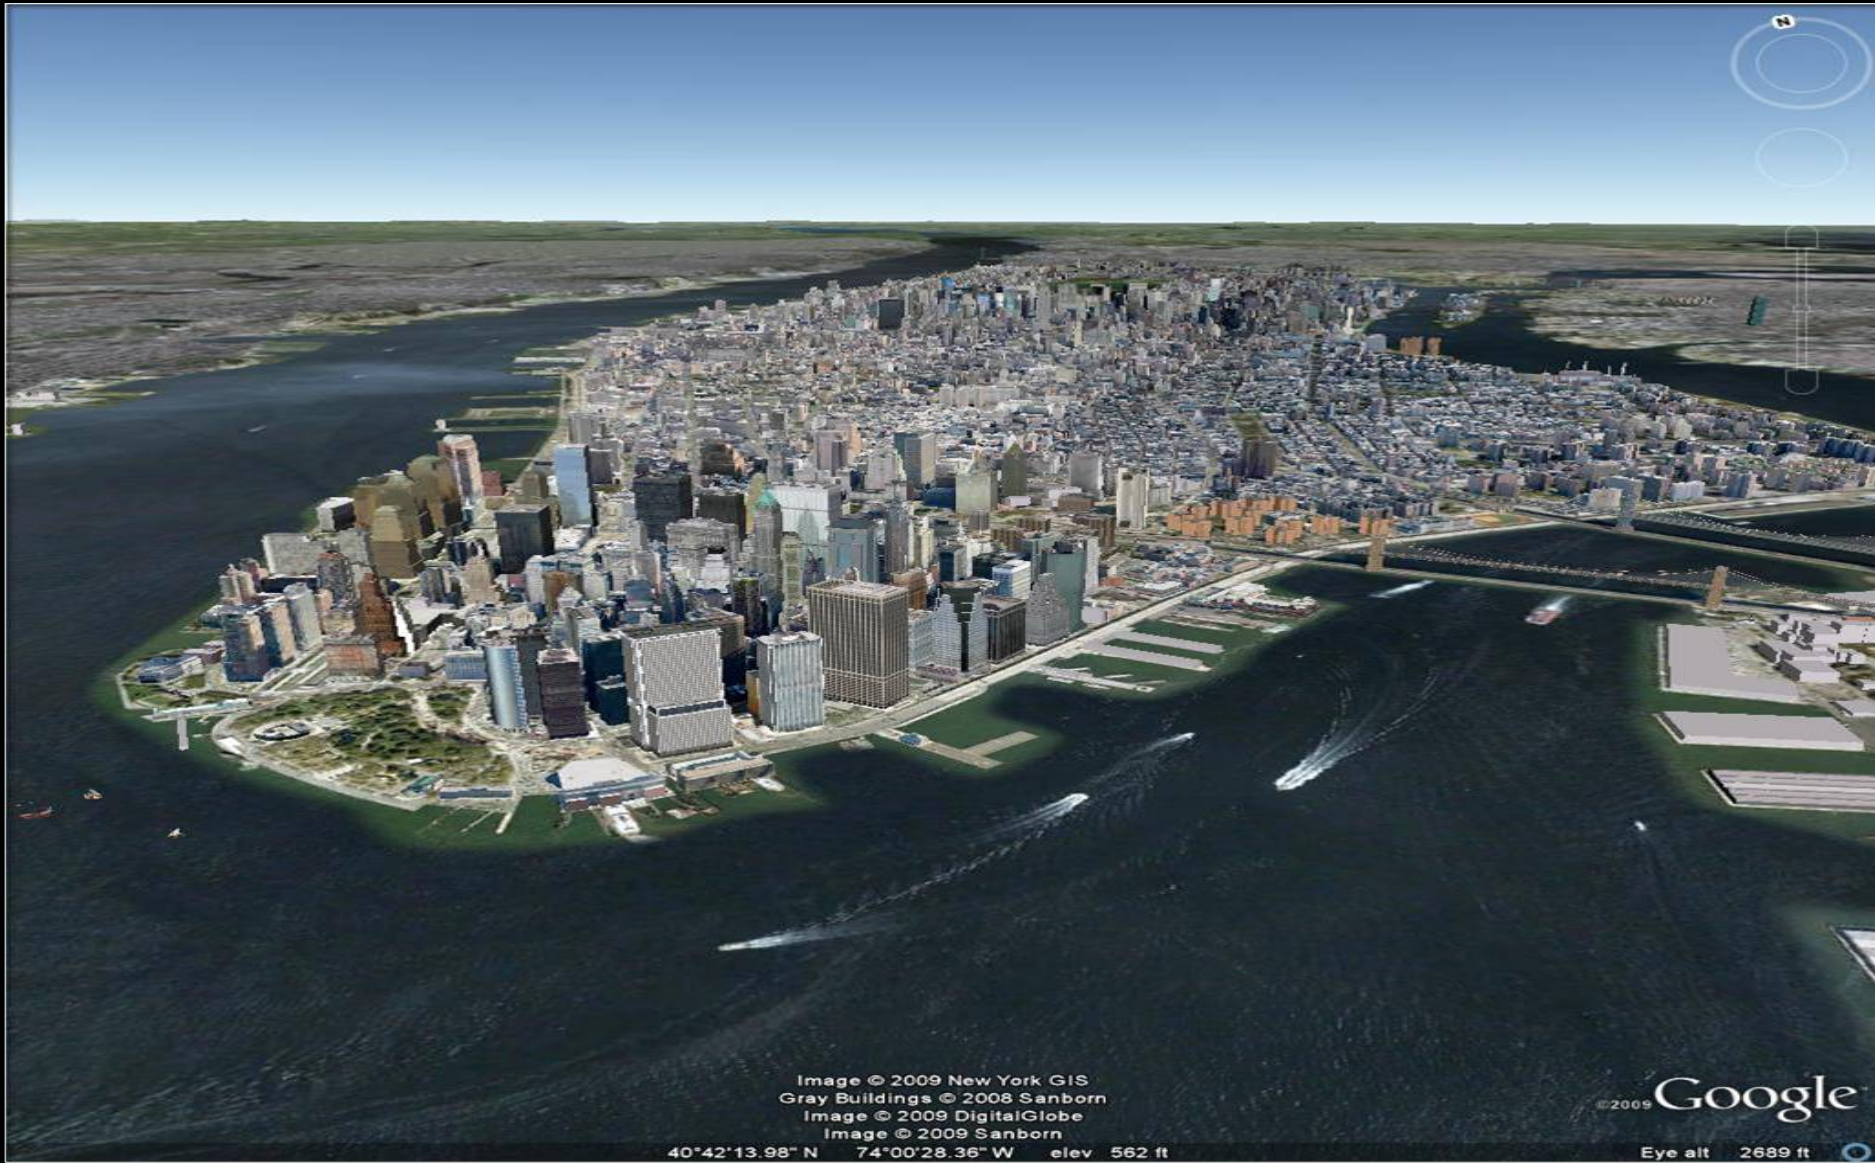 N
Image © 2009 New York GIS
Gray Buildings © 2008 Sanborn
Image © 2009 DigitalGlobe
Image © 2009 Sanborn
©2009 Google
40°42'13.98" N 74°00'28.36" W elev 562 ft Eye alt 2689 ft